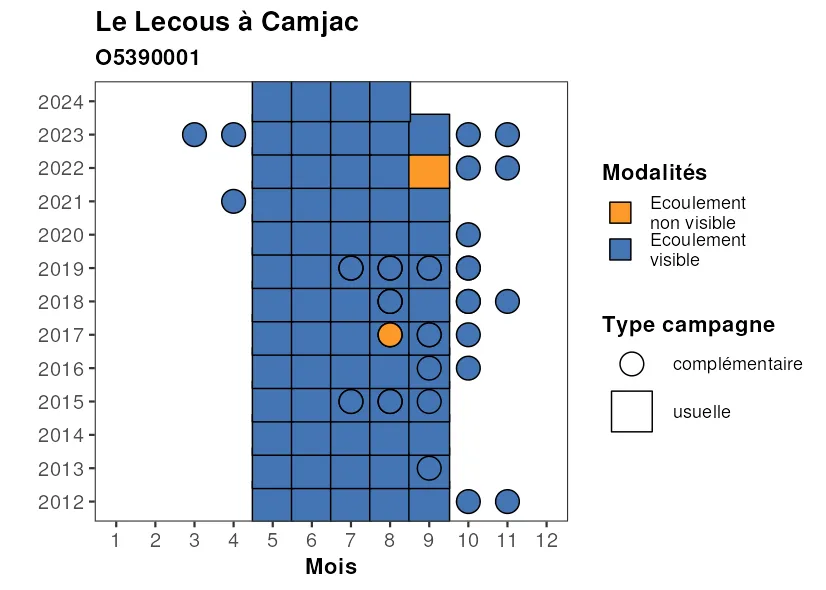 Le Lecous à Camjac
O5390001
2024
2023
2022
2021
2020
2019
2018
2017
2016
2015
2014
2013
2012
1 2 3 4 5 6 7 8 9 10 11 12
Mois
Modalités
Ecoulement
non visible
Ecoulement
visible
Type campagne
complémentaire
usuelle